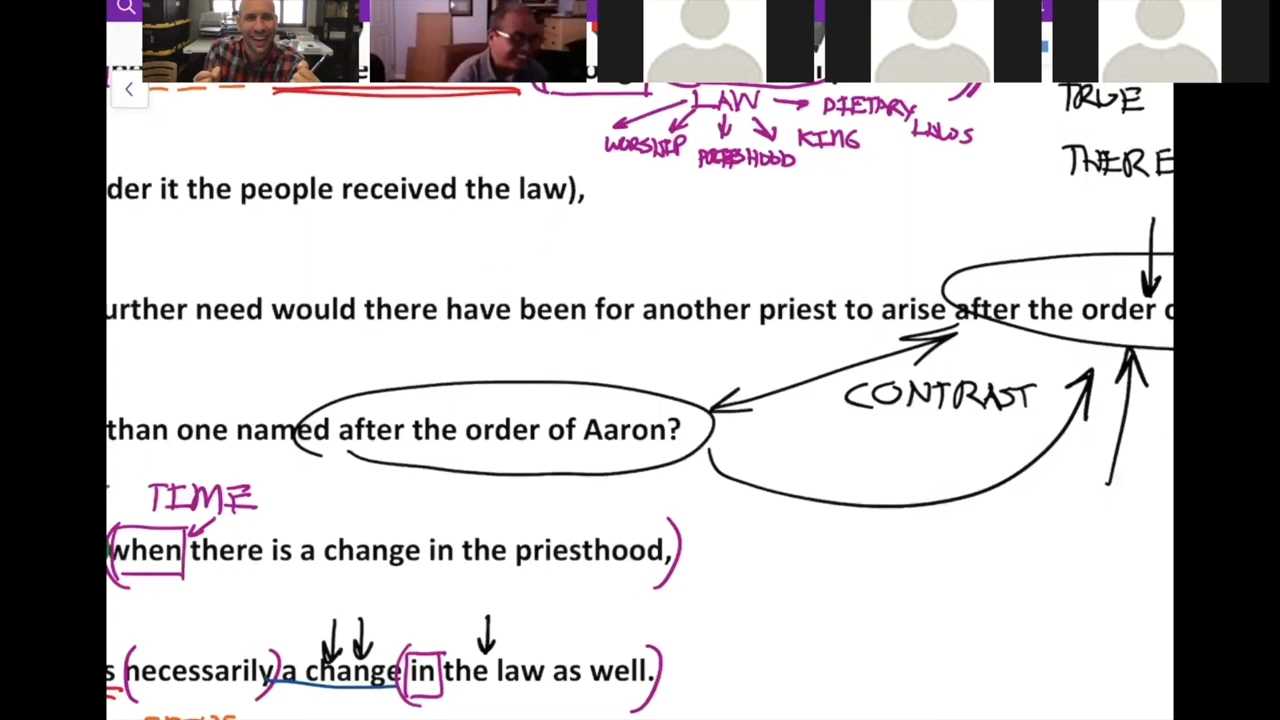 LAW DIETARY LAWS
WORSHIP PRIESTHOOD KING
TRUE
THERE
der it the people received the law),
urther need would there have been for another priest to arise after the order o
CONTRAST
than one named after the order of Aaron?
TIME
when there is a change in the priesthood,
s necessarily a change in the law as well.